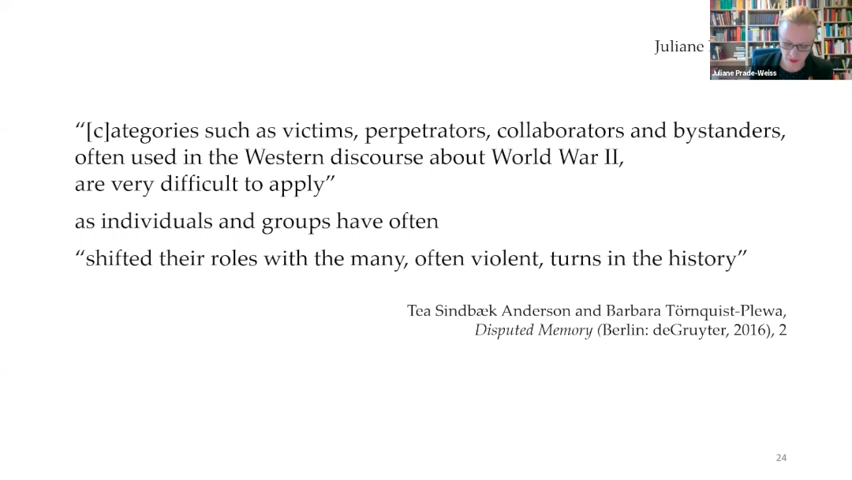 Juliane
Juliane Prade-Weiss
“[c]ategories such as victims, perpetrators, collaborators and bystanders,
often used in the Western discourse about World War II,
are very difficult to apply”
as individuals and groups have often
“shifted their roles with the many, often violent, turns in the history”
Tea Sindbæk Anderson and Barbara Törnquist-Plewa,
Disputed Memory (Berlin: deGruyter, 2016), 2
24